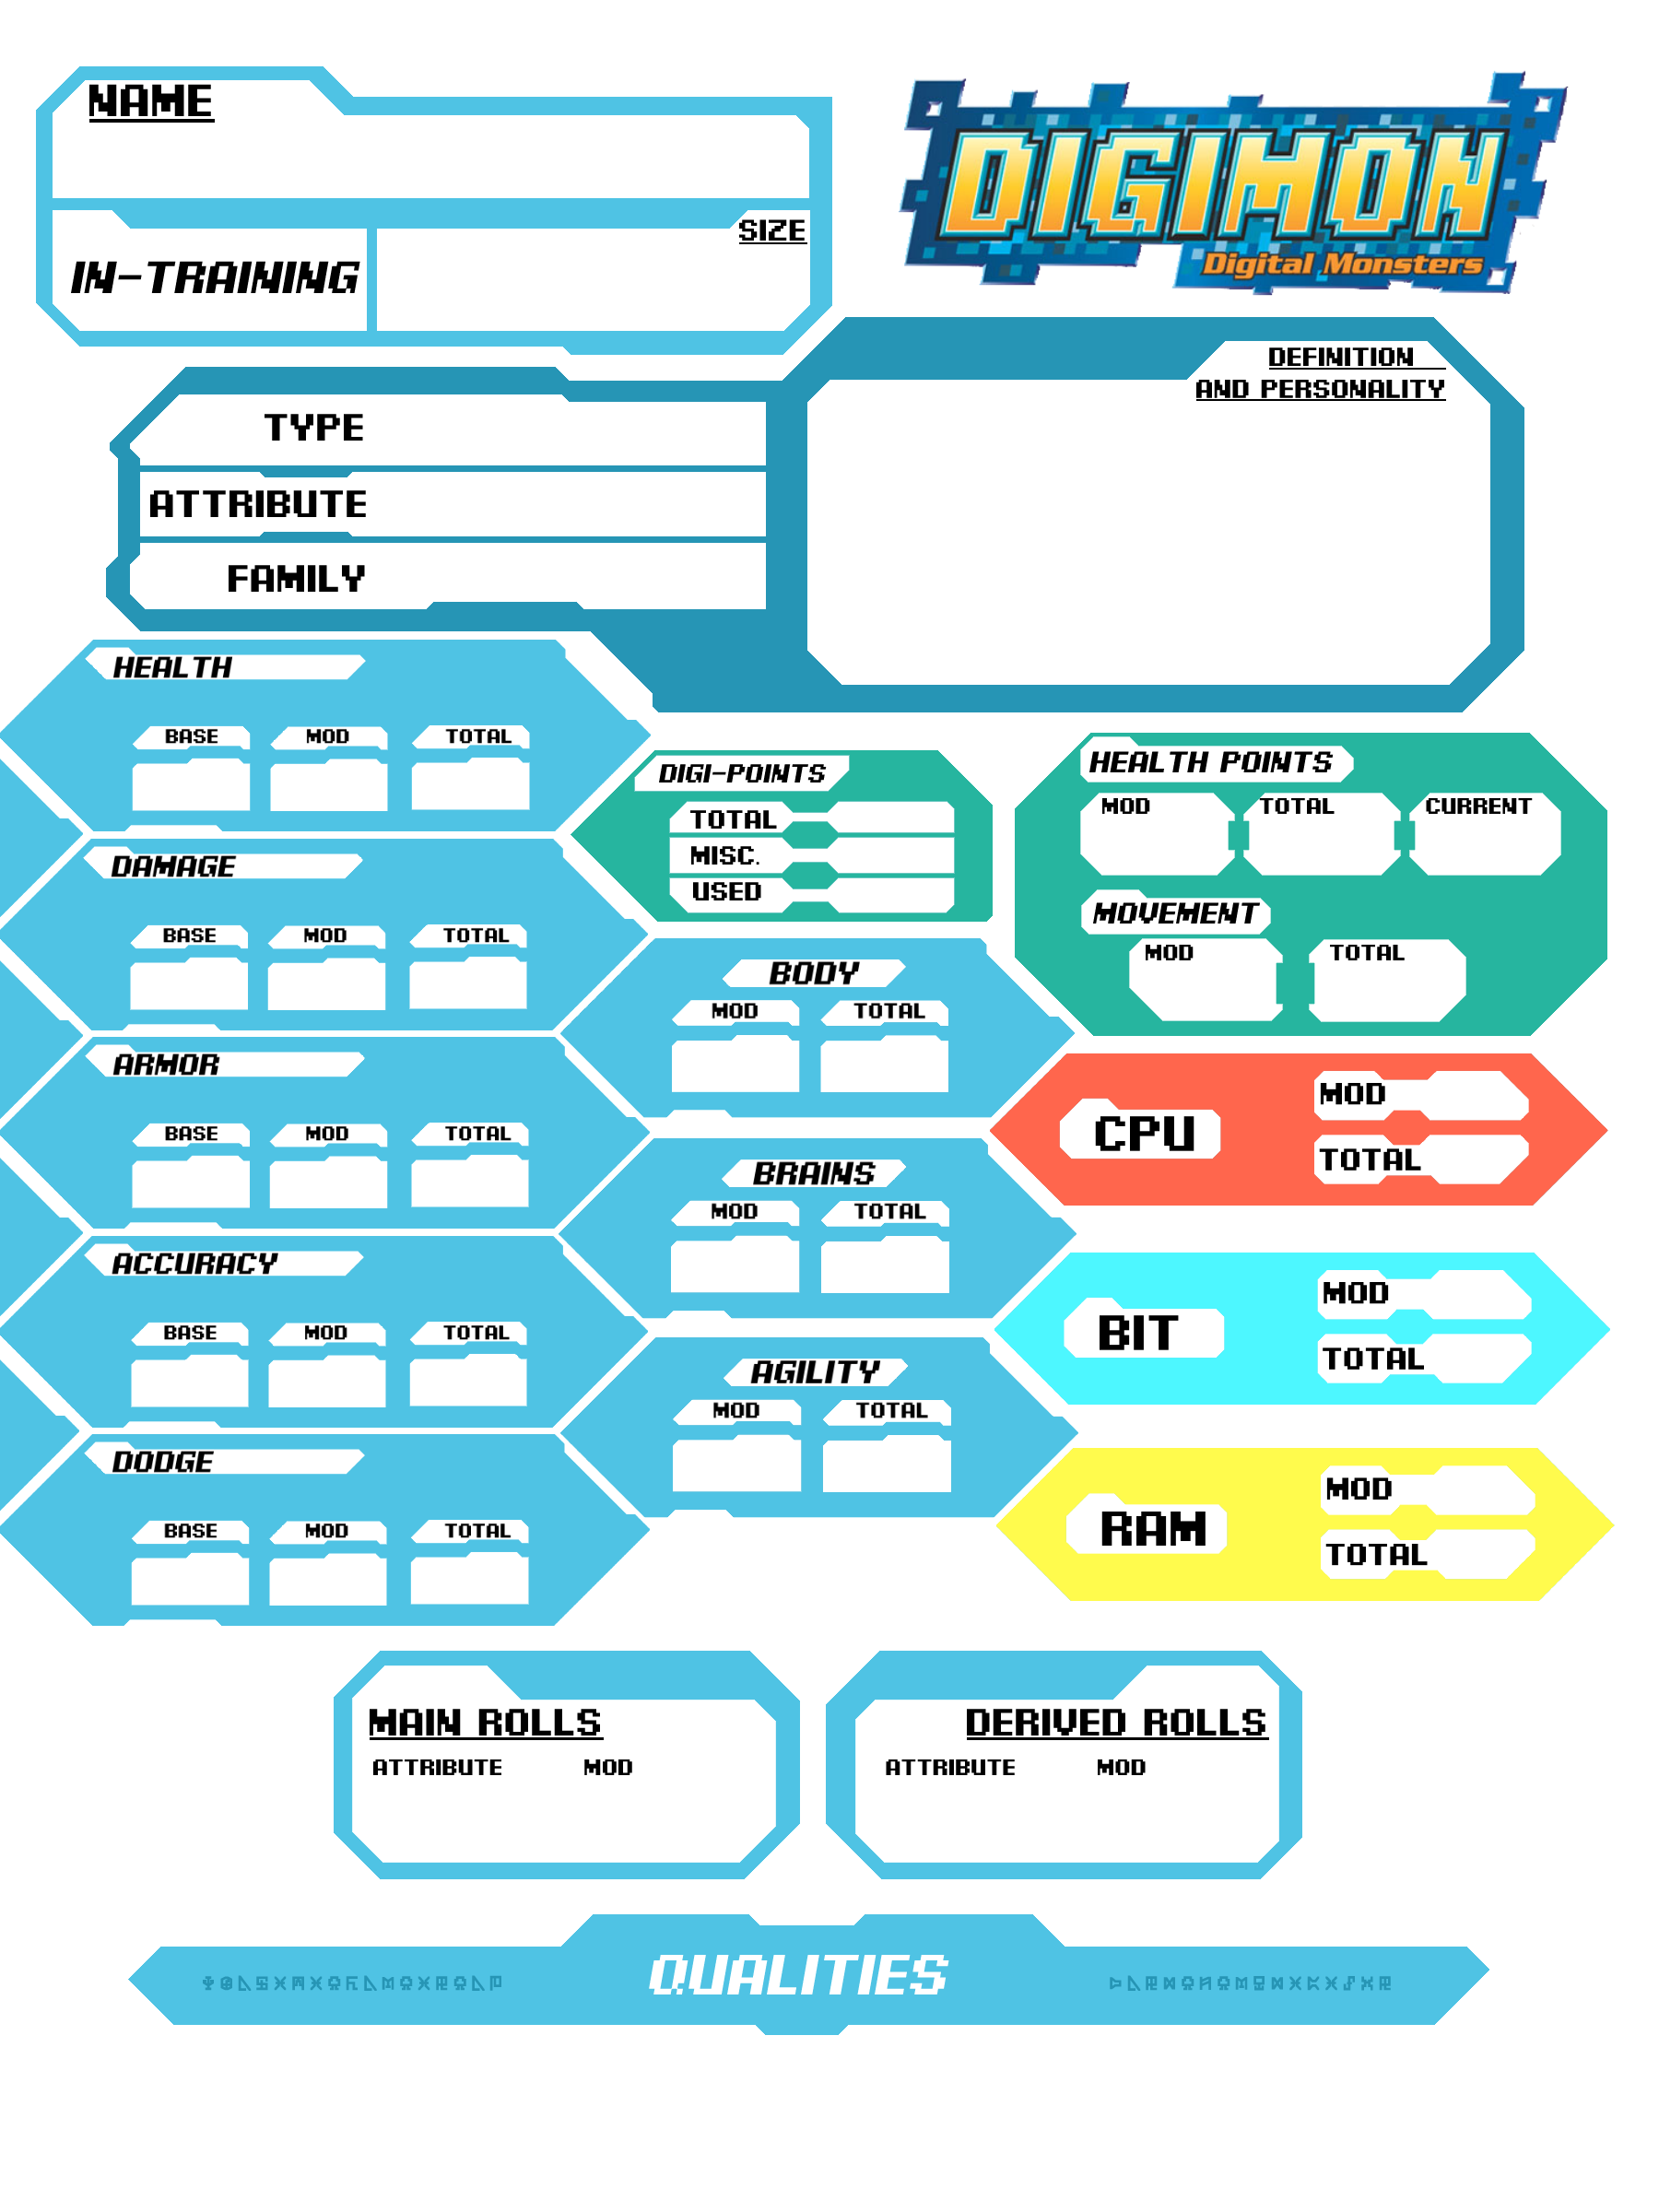 NAME
DIGIMON
Digital Monsters
SIZE
IN-TRAINING
DEFINITION
AND PERSONALITY
TYPE
ATTRIBUTE
FAMILY
HEALTH
BASE MOD TOTAL
DIGI-POINTS
TOTAL
MISC.
USED
HEALTH POINTS
MOD TOTAL CURRENT
MOVEMENT
MOD TOTAL
DAMAGE
BASE MOD TOTAL
BODY
MOD TOTAL
ARMOR
BASE MOD TOTAL
CPU
MOD
TOTAL
BRAINS
MOD TOTAL
ACCURACY
BASE MOD TOTAL
BIT
MOD
TOTAL
AGILITY
MOD TOTAL
DODGE
BASE MOD TOTAL
RAM
MOD
TOTAL
MAIN ROLLS
ATTRIBUTE MOD
DERIVED ROLLS
ATTRIBUTE MOD
QUALITIES